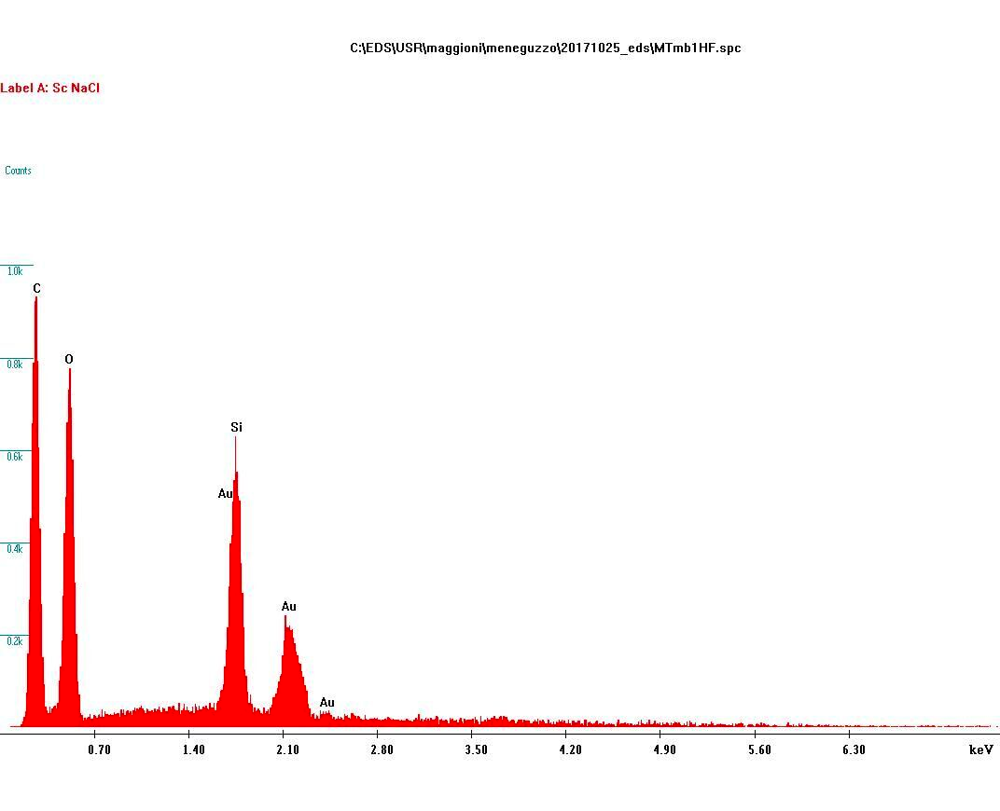 C:\EDS\USR\maggioni\meneguzzo\20171025_eds\MTmb1HF.spc
Label A: Sc NaCl
Counts
1.0k
C
0.8k
O
Si
0.6k
Au
0.4k
Au
0.2k
Au
0.70 1.40 2.10 2.80 3.50 4.20 4.90 5.60 6.30 keV